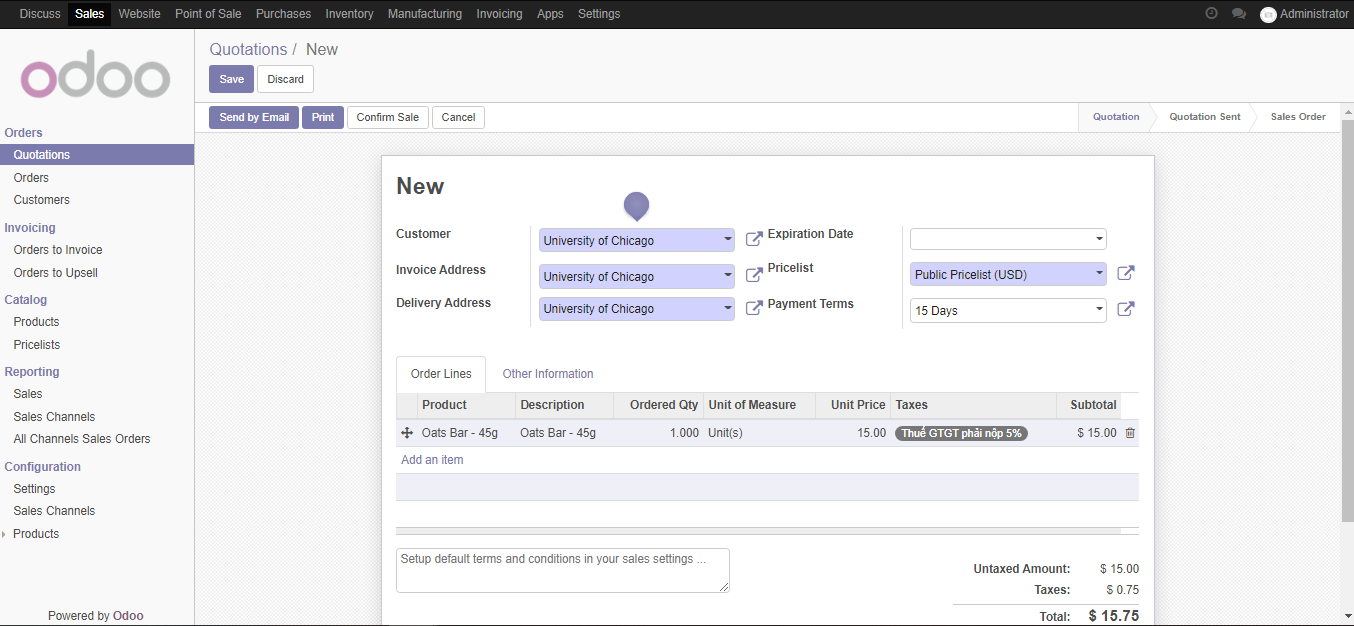 Discuss Sales Website Point of Sale Purchases Inventory Manufacturing Invoicing Apps Settings Administrator
odoo
Orders
Quotations
Orders
Customers
Invoicing
Orders to Invoice
Orders to Upsell
Catalog
Products
Pricelists
Reporting
Sales
Sales Channels
All Channels Sales Orders
Configuration
Settings
Sales Channels
Products
Powered by Odoo
Quotations / New
Save Discard
Send by Email Print Confirm Sale Cancel Quotation Quotation Sent Sales Order
New
Customer University of Chicago
Invoice Address University of Chicago
Delivery Address University of Chicago
Expiration Date
Pricelist Public Pricelist (USD)
Payment Terms 15 Days
Order Lines Other Information
Product Description Ordered Qty Unit of Measure Unit Price Taxes Subtotal
Oats Bar - 45g Oats Bar - 45g 1.000 Unit(s) 15.00 Thuế GTGT phải nộp 5% $ 15.00
Add an item
Setup default terms and conditions in your sales settings ...
Untaxed Amount: $ 15.00
Taxes: $ 0.75
Total: $ 15.75